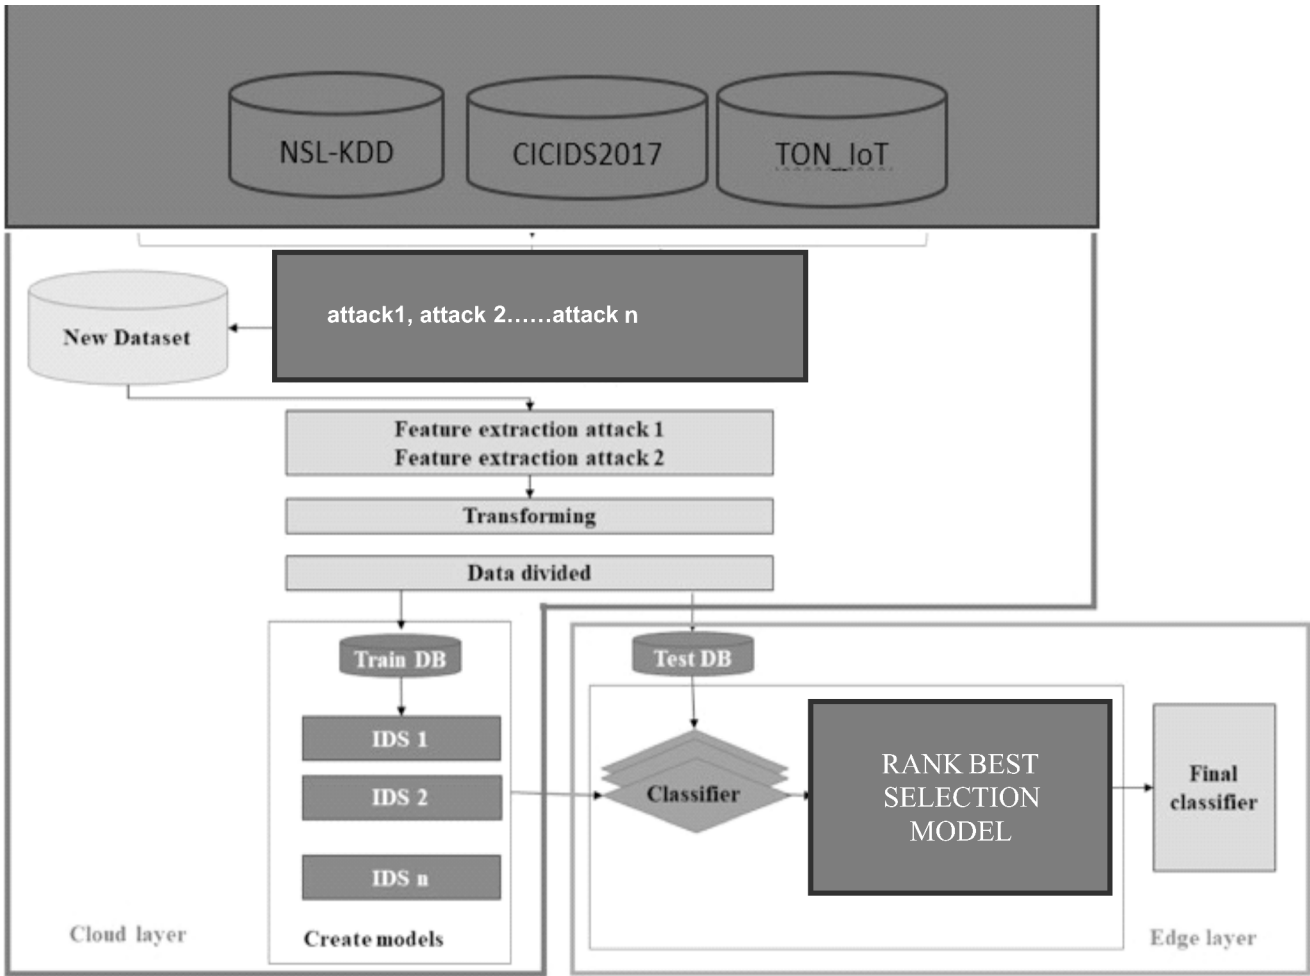 NSL-KDD
CICIDS2017
TON_IoT
attack1, attack 2......attack n
New Dataset
Feature extraction attack 1
Feature extraction attack 2
Transforming
Data divided
Train DB
Test DB
IDS 1
IDS 2
IDS n
Create models
Cloud layer
Classifier
RANK BEST
SELECTION
MODEL
Final
classifier
Edge layer